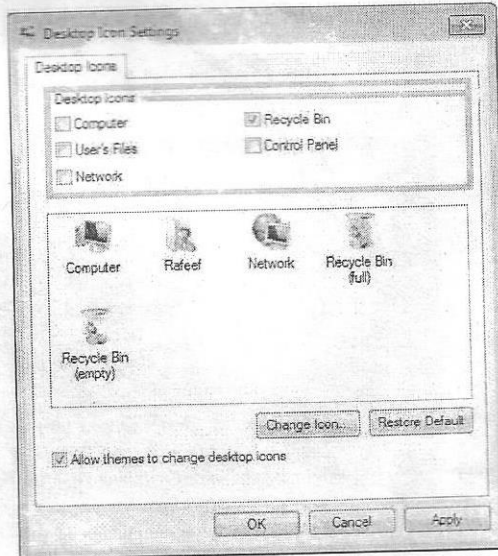 Desktop Icon Settings
Desktop Icons
Desktop icons
Computer
Recycle Bin
User's Files
Control Panel
Network
Computer
Rafeef
Network
Recycle Bin
(full)
Recycle Bin
(empty)
Change Icon...
Restore Default
Allow themes to change desktop icons
OK
Cancel
Apply